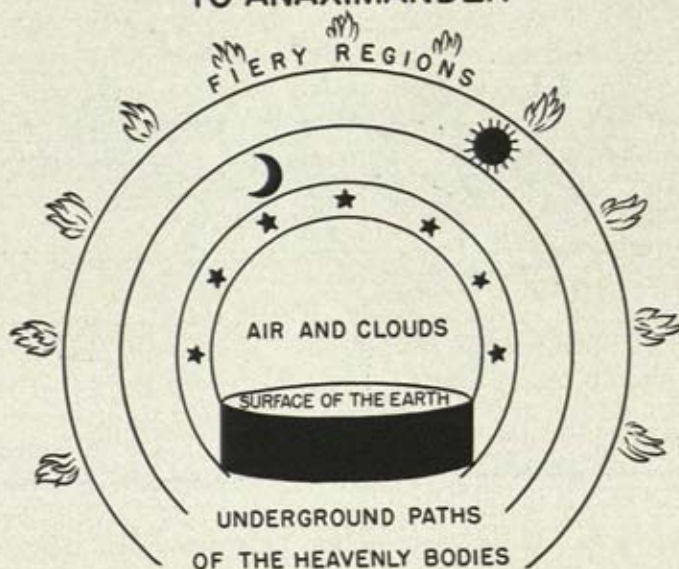 TO ANAXIMANDER
FIERY REGIONS
AIR AND CLOUDS
SURFACE OF THE EARTH
UNDERGROUND PATHS
OF THE HEAVENLY BODIES